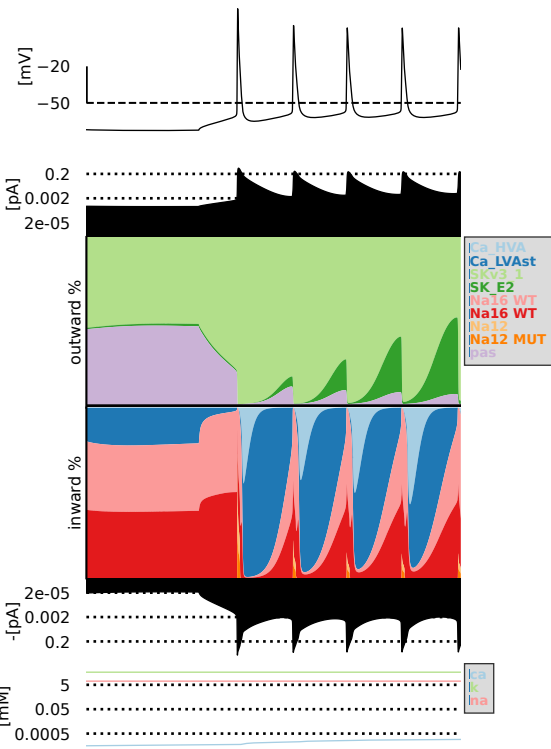 [mV]
−20
−50
[pA]
0.2
0.002
2e-05
outward %
Ca_HVA
Ca_LVAst
SKv3_1
SK_E2
Na16 WT
Na16 WT
Na12
Na12 MUT
pas
inward %
-[pA]
2e-05
0.002
0.2
[mM]
5
0.05
0.0005
ca
k
na